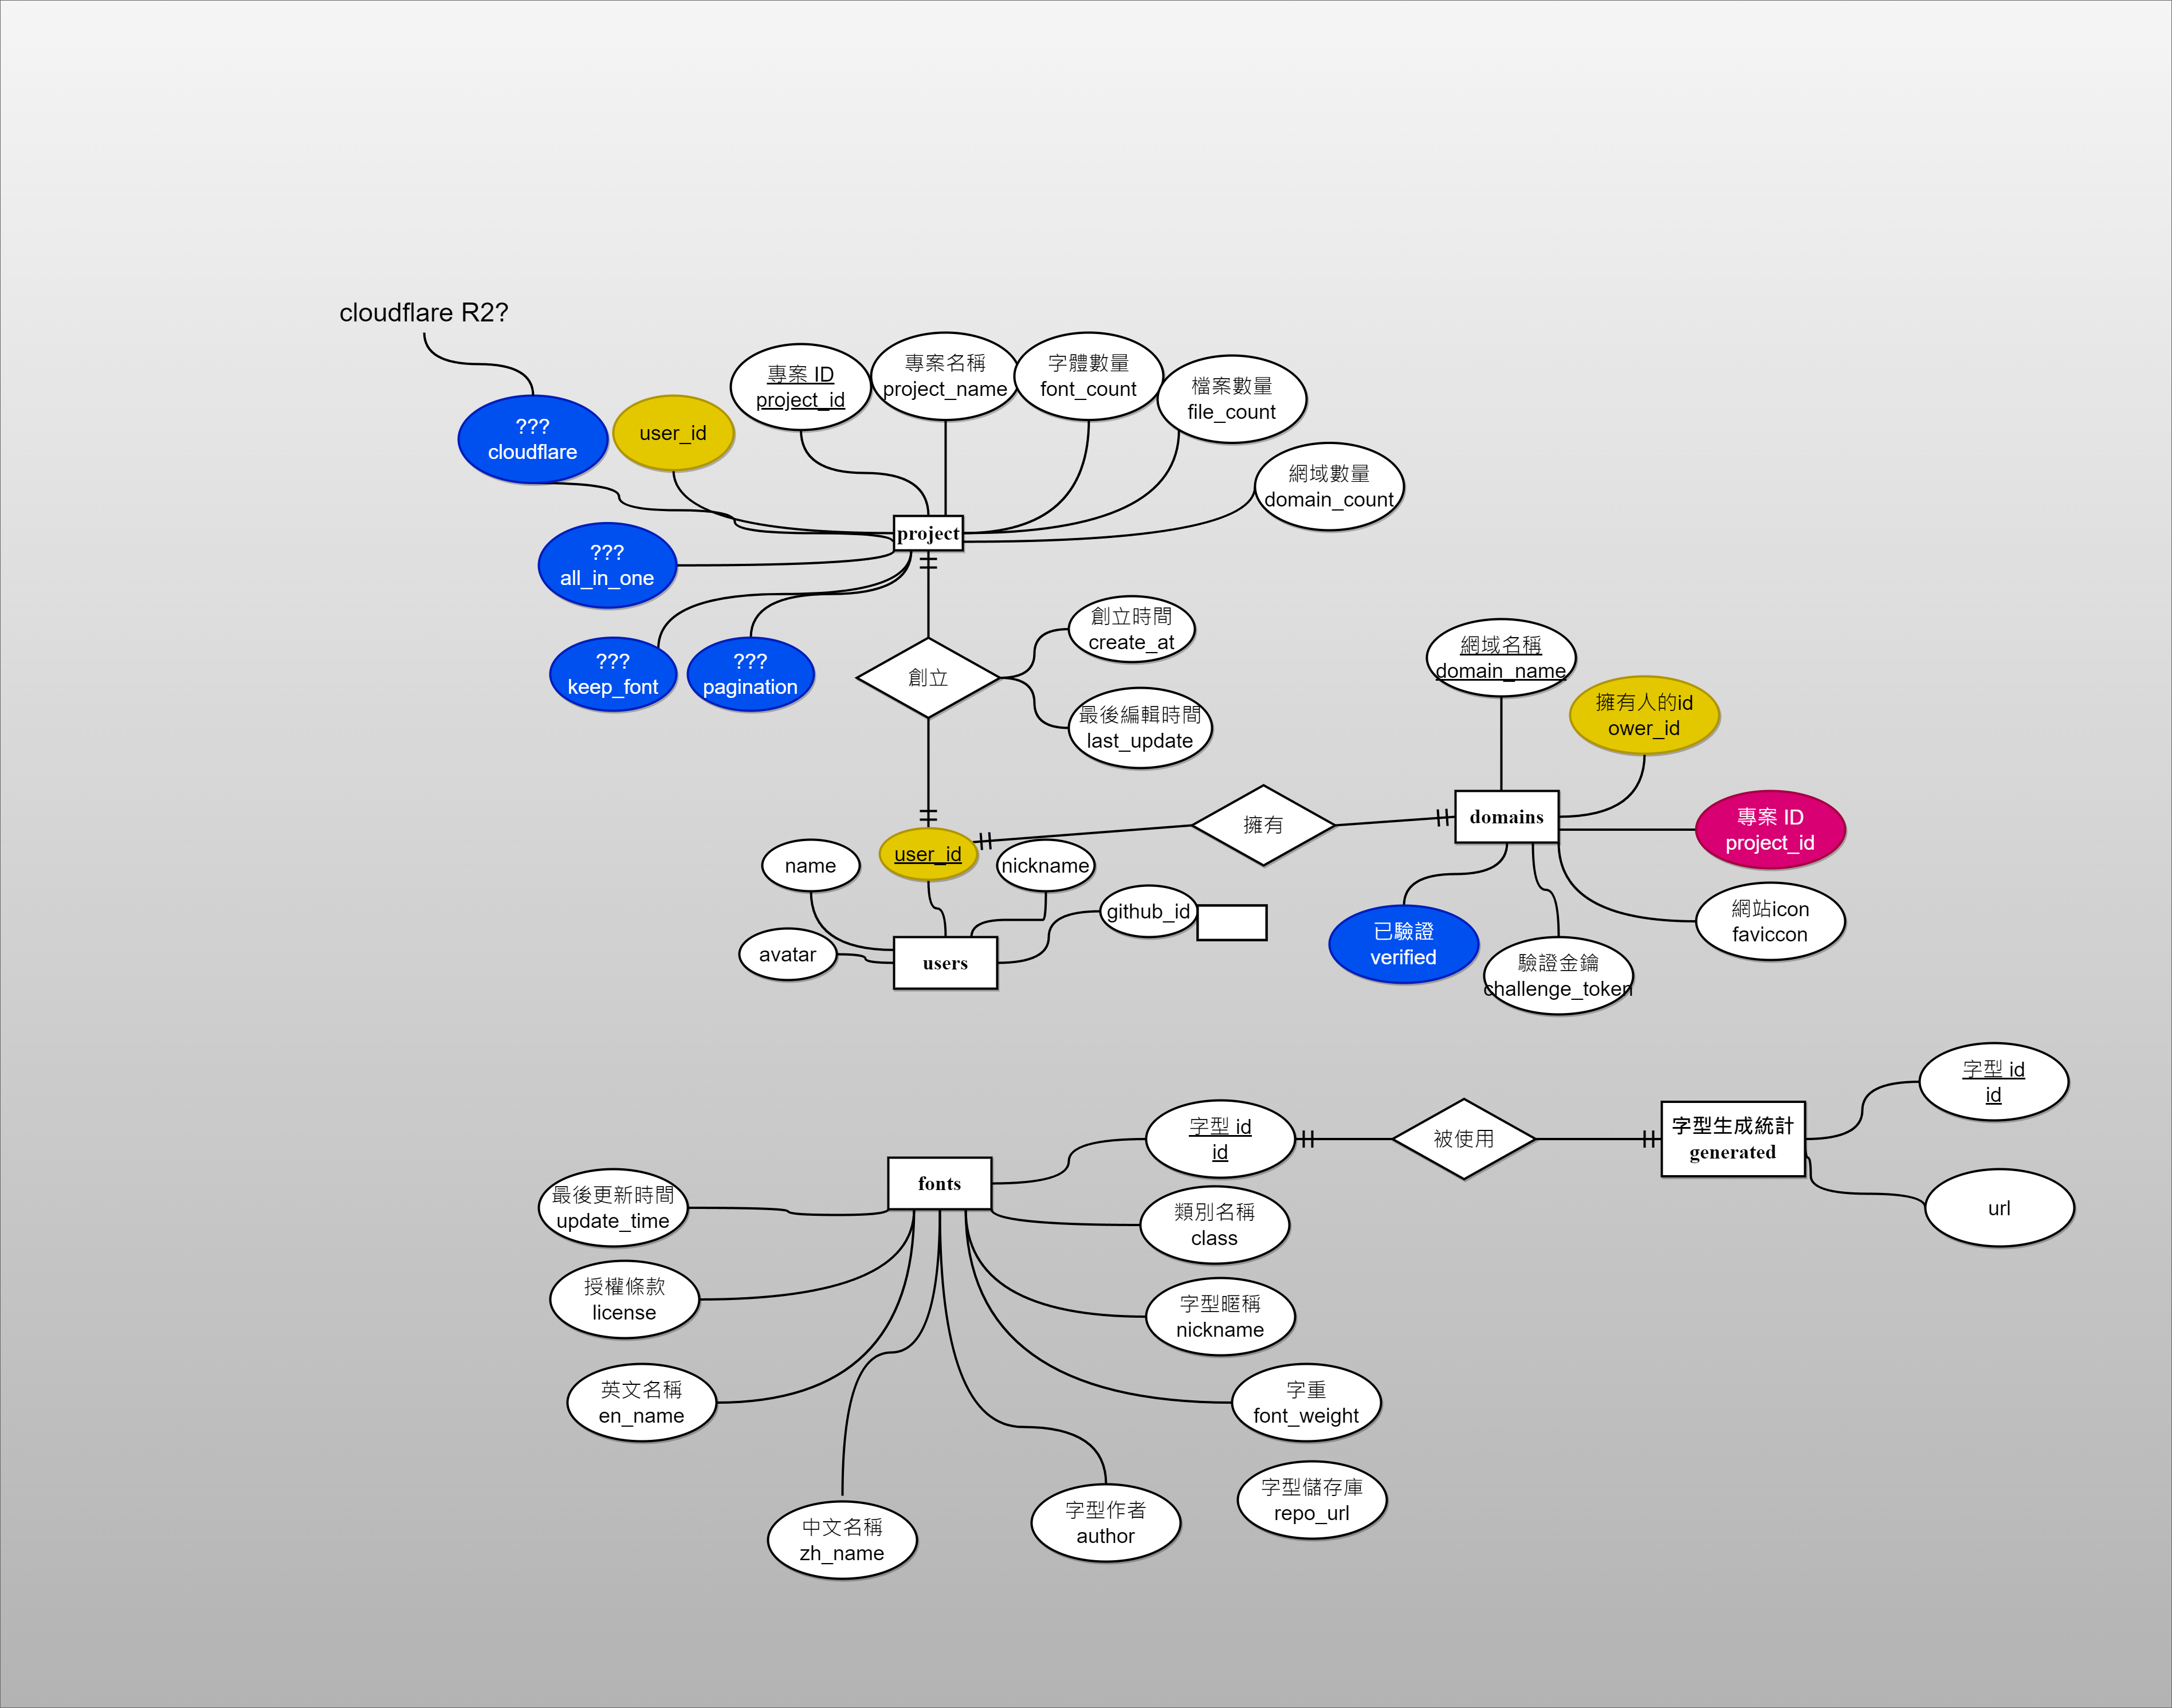 cloudflare R2?
???
cloudflare
user_id
專案 ID
project_id
專案名稱
project_name
字體數量
font_count
檔案數量
file_count
網域數量
domain_count
project
???
all_in_one
???
keep_font
???
pagination
創立
創立時間
create_at
最後編輯時間
last_update
網域名稱
domain_name
擁有人的id
ower_id
domains
專案 ID
project_id
擁有
user_id
name
nickname
github_id
avatar
users
已驗證
verified
驗證金鑰
challenge_token
網站icon
faviccon
字型 id
id
被使用
字型生成統計
generated
字型 id
id
url
fonts
最後更新時間
update_time
類別名稱
class
授權條款
license
字型暱稱
nickname
英文名稱
en_name
字重
font_weight
字型儲存庫
repo_url
中文名稱
zh_name
字型作者
author